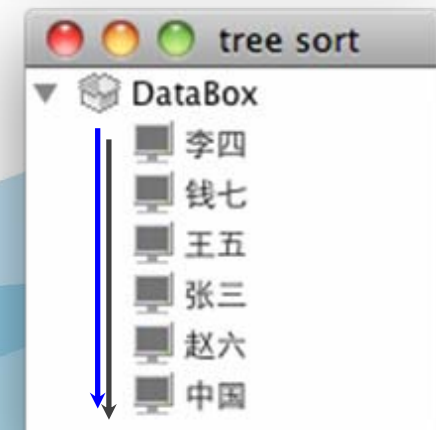 tree sort
DataBox
李四
钱七
王五
张三
赵六
中国